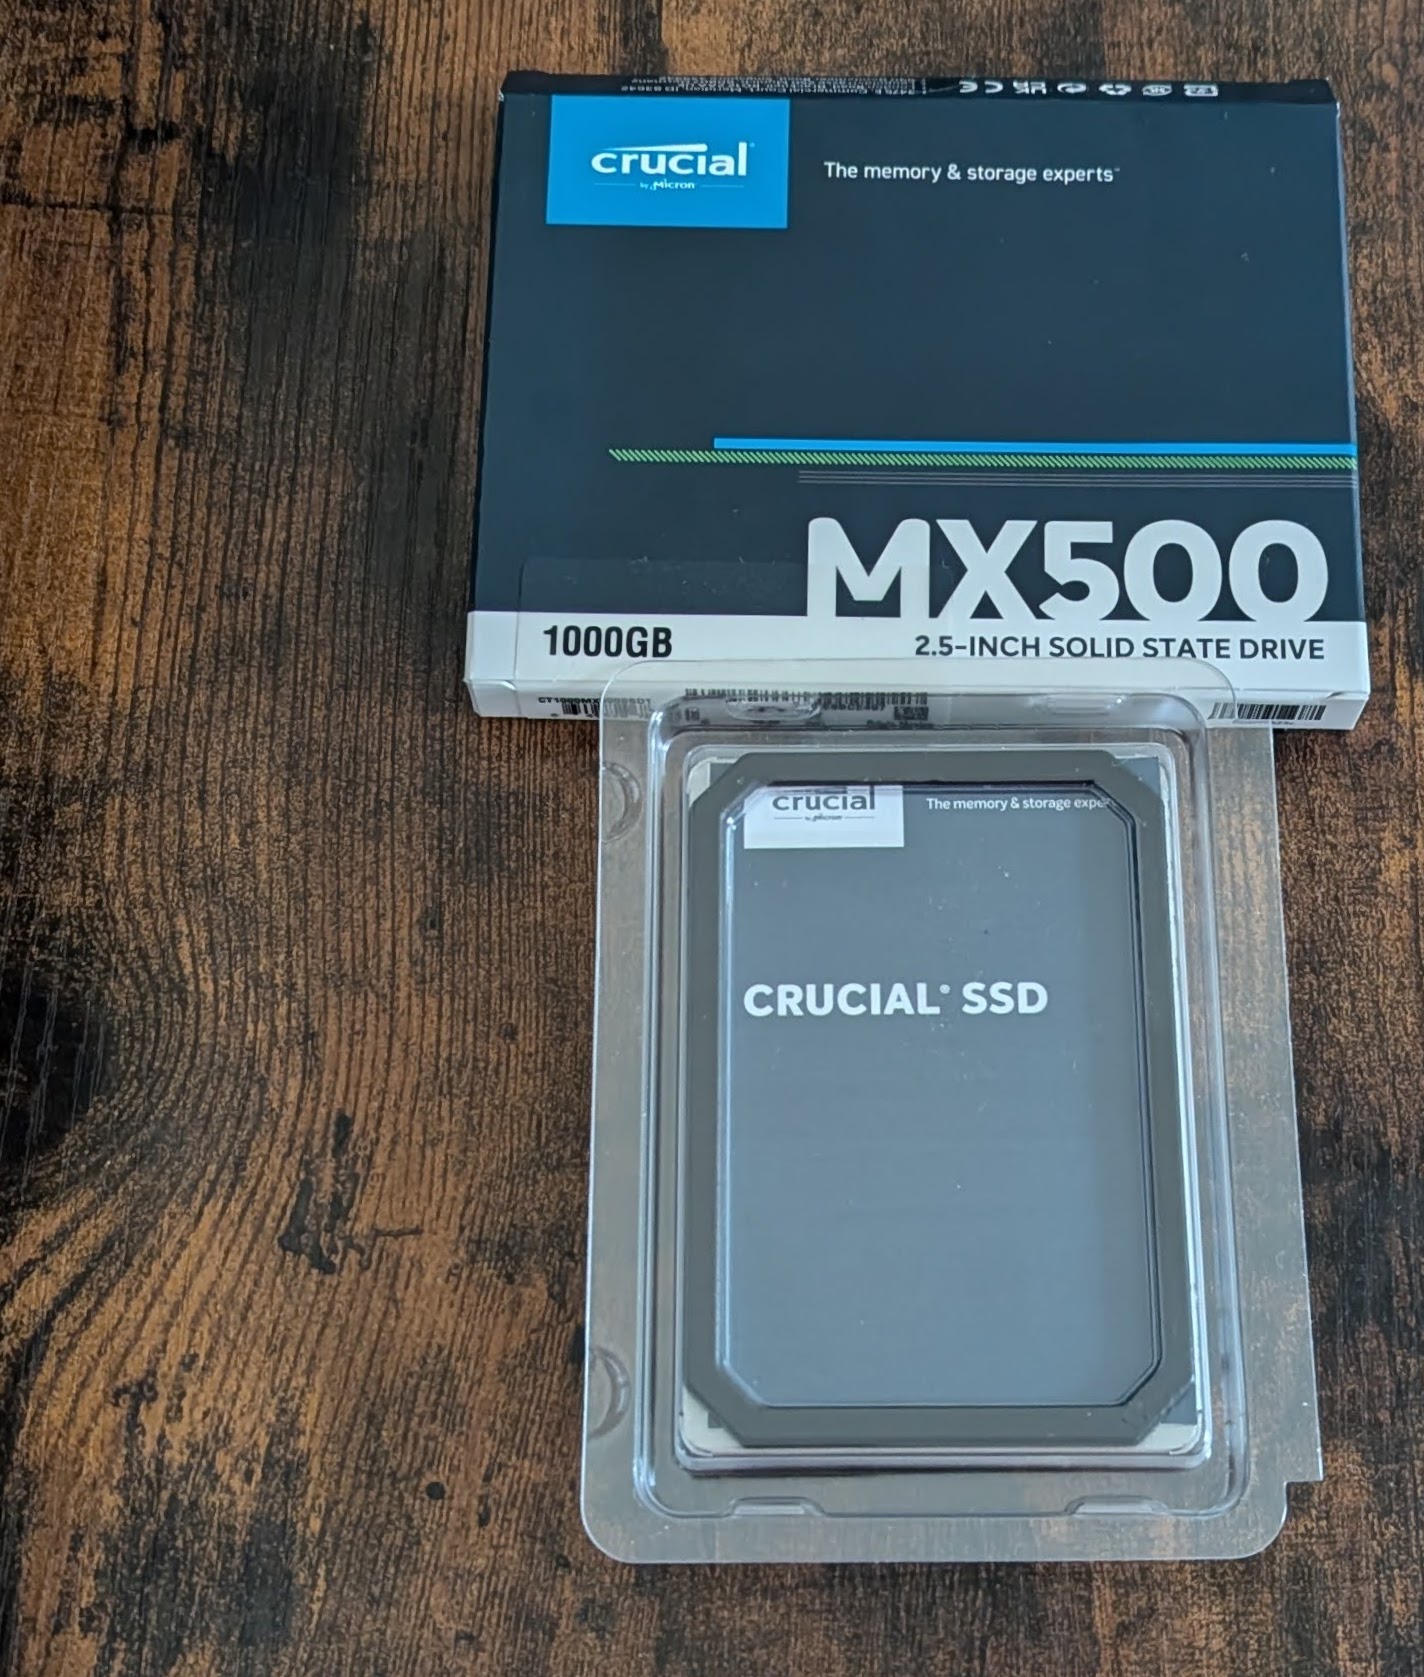 crucial
by Micron
The memory & storage experts™
MX500
1000GB
2.5-INCH SOLID STATE DRIVE
crucial
by Micron
The memory & storage expe
CRUCIAL® SSD